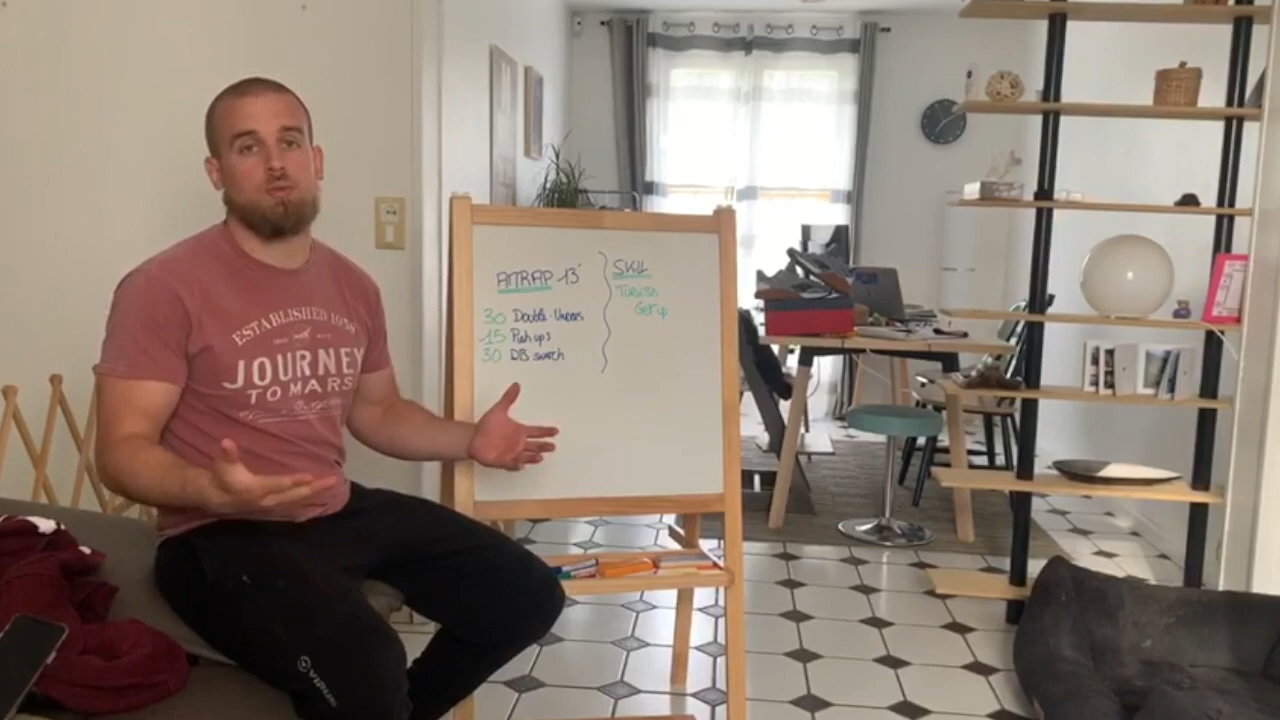 ESTABLISHED 1958
JOURNEY
TO MARS
AMRAP 13'
30 Double-Unders
15 Push ups
30 DB snatch
SKILL
Turkish
Get up